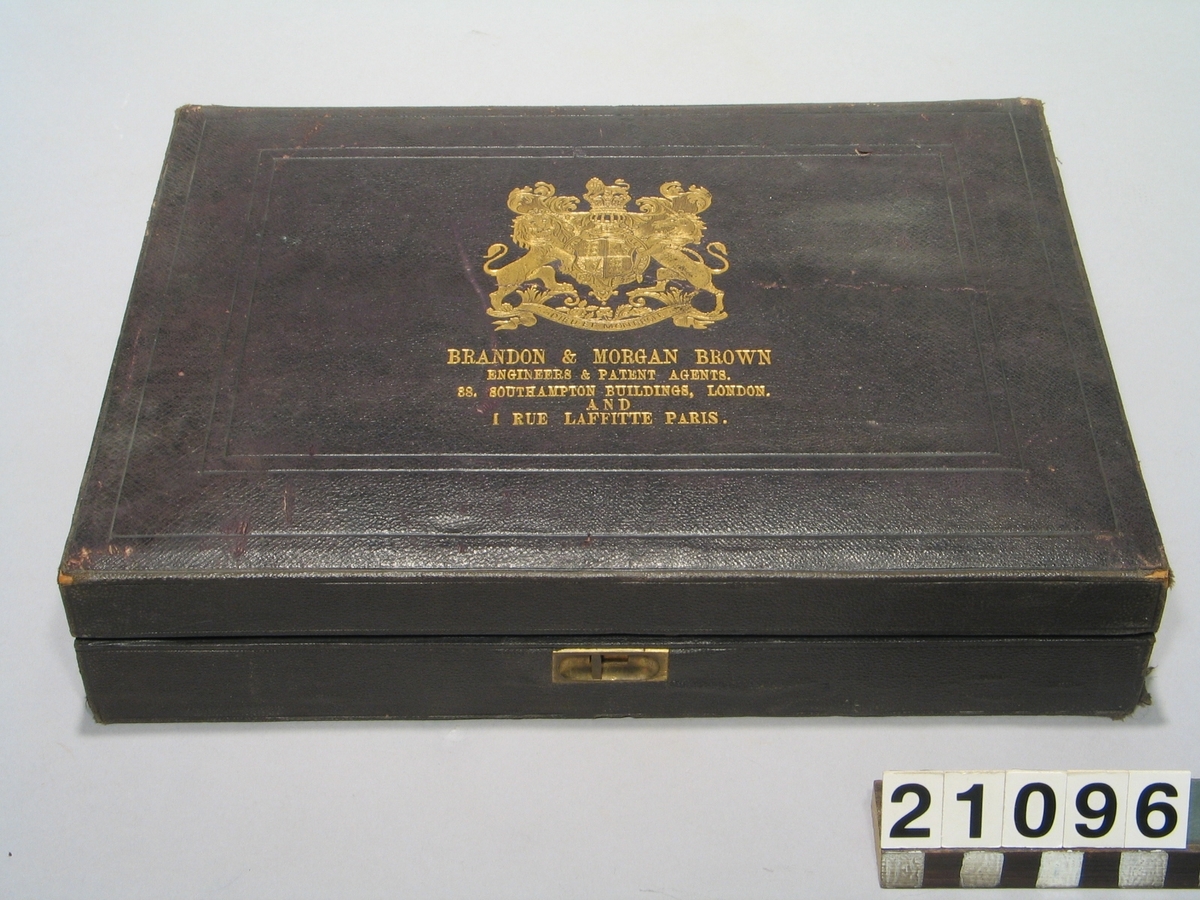 BRANDON & MORGAN BROWN
ENGINEERS & PATENT AGENTS.
38, SOUTHAMPTON BUILDINGS, LONDON.
AND
1 RUE LAFFITTE PARIS.
21096